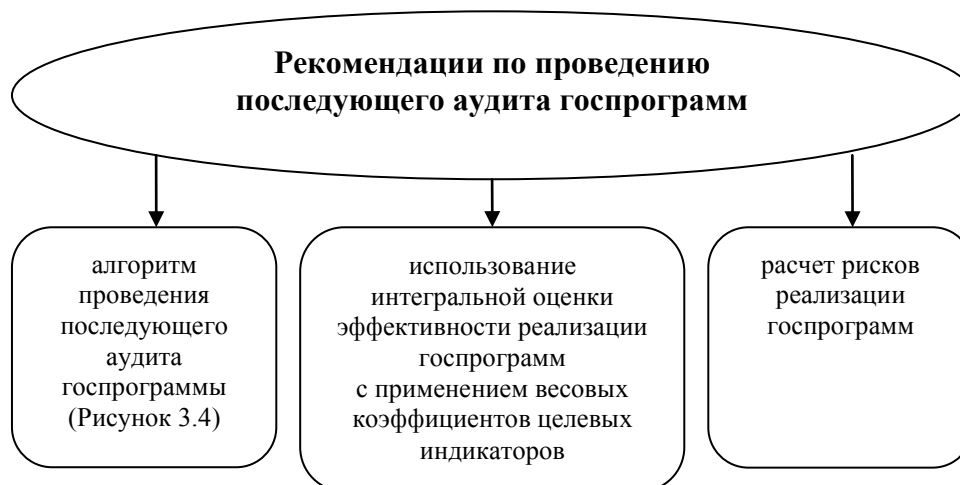 Рекомендации по проведению
последующего аудита госпрограмм
алгоритм
проведения
последующего
аудита
госпрограммы
(Рисунок 3.4)
использование
интегральной оценки
эффективности реализации
госпрограмм
с применением весовых
коэффициентов целевых
индикаторов
расчет рисков
реализации
госпрограмм